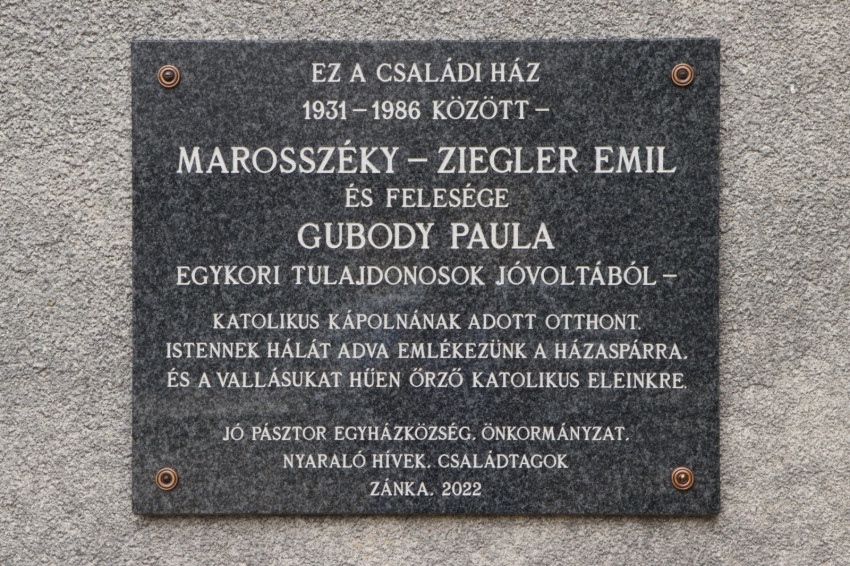 EZ A CSALÁDI HÁZ
1931 – 1986 KÖZÖTT –
MAROSSZÉKY – ZIEGLER EMIL
ÉS FELESÉGE
GUBODY PAULA
EGYKORI TULAJDONOSOK JÓVOLTÁBÓL –
KATOLIKUS KÁPOLNÁNAK ADOTT OTTHONT.
ISTENNEK HÁLÁT ADVA EMLÉKEZÜNK A HÁZASPÁRRA,
ÉS A VALLÁSUKAT HŰEN ŐRZŐ KATOLIKUS ELEINKRE.
JÓ PÁSZTOR EGYHÁZKÖZSÉG, ÖNKORMÁNYZAT,
NYARALÓ HÍVEK, CSALÁDTAGOK
ZÁNKA, 2022